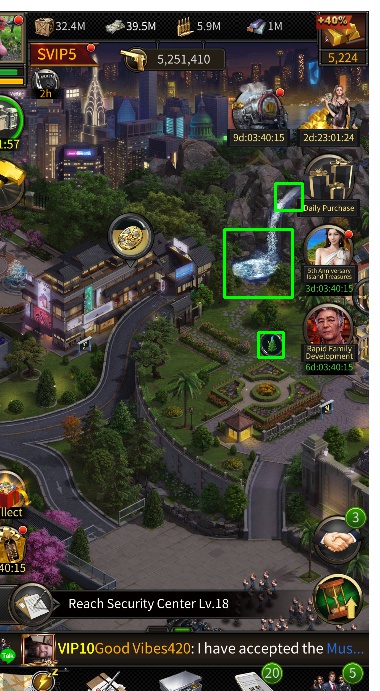 32.4M 39.5M 5.9M 1M +40%
SVIP5 5,251,410 5,224
2h
9d:03:40:15 2d:23:01:24
1:57
Daily Purchase
5th Anniversary
Island Treasures
3d:03:40:15
Rapid Family
Development
6d:03:40:15
llect
3
40:15
Reach Security Center Lv.18
Talk VIP10Good Vibes420: I have accepted the Mus...
z
20 5